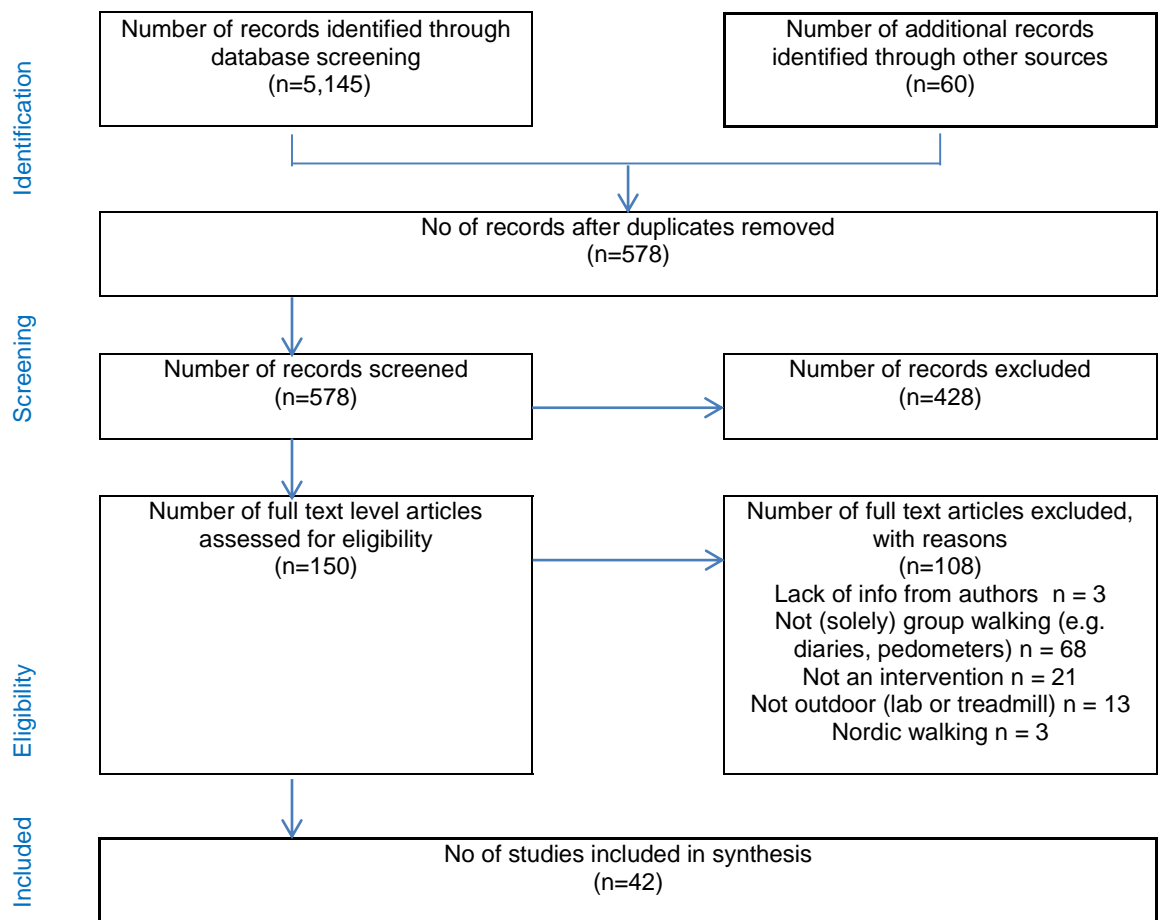 Identification
Number of records identified through
database screening
(n=5,145)
Number of additional records
identified through other sources
(n=60)
No of records after duplicates removed
(n=578)
Screening
Number of records screened
(n=578)
Number of records excluded
(n=428)
Eligibility
Number of full text level articles
assessed for eligibility
(n=150)
Number of full text articles excluded,
with reasons
(n=108)
Lack of info from authors n = 3
Not (solely) group walking (e.g.
diaries, pedometers) n = 68
Not an intervention n = 21
Not outdoor (lab or treadmill) n = 13
Nordic walking n = 3
Included
No of studies included in synthesis
(n=42)